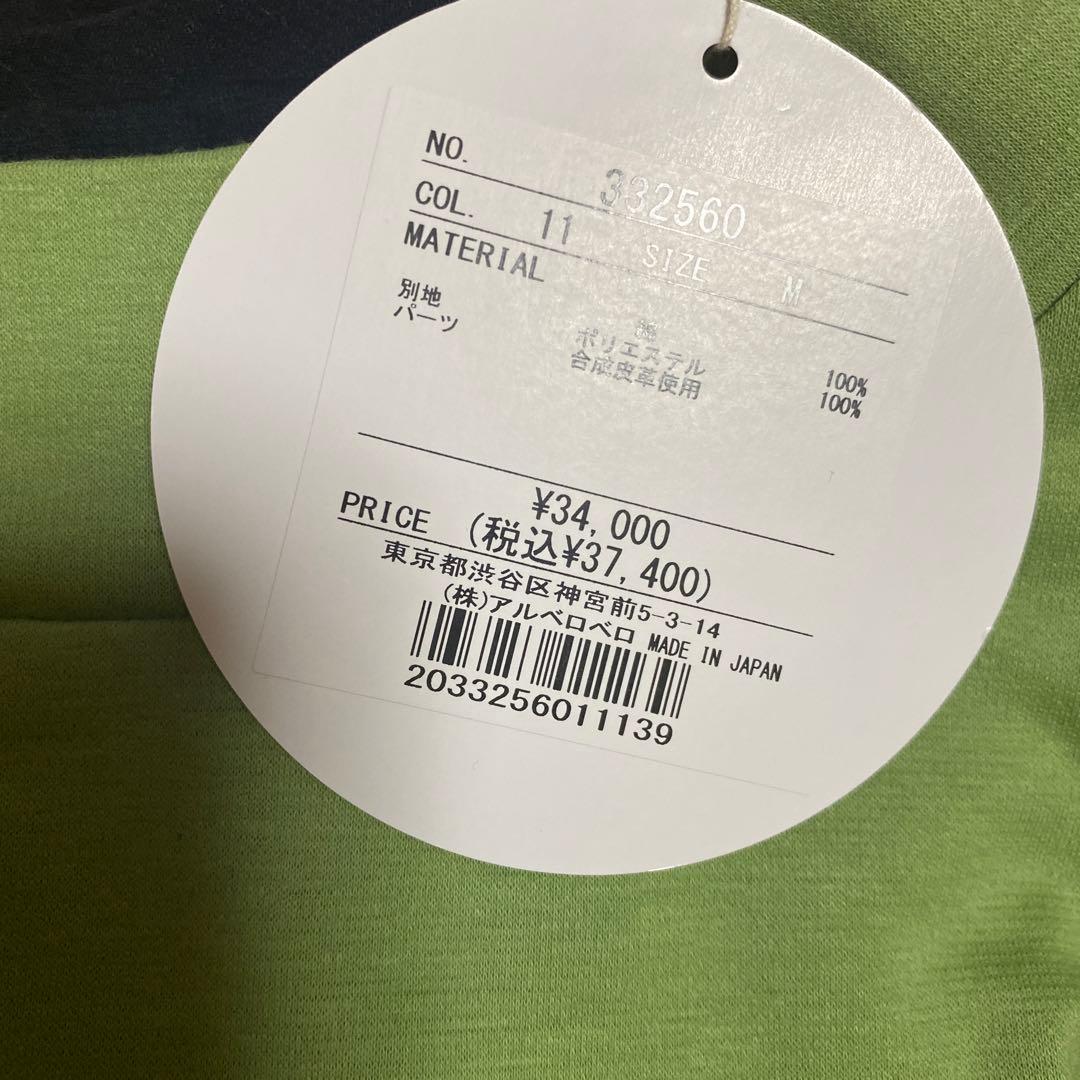 NO. 332560
COL. 11 SIZE M
MATERIAL
綿 100%
別地 ポリエステル 100%
パーツ 合成皮革使用
¥34,000
PRICE (税込¥37,400)
東京都渋谷区神宮前5-3-14
(株)アルベロベロ MADE IN JAPAN
2033256011139